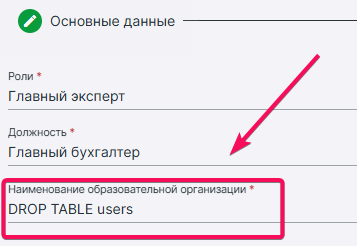 Основные данные
Роли *
Главный эксперт
Должность *
Главный бухгалтер
Наименование образовательной организации *
DROP TABLE users